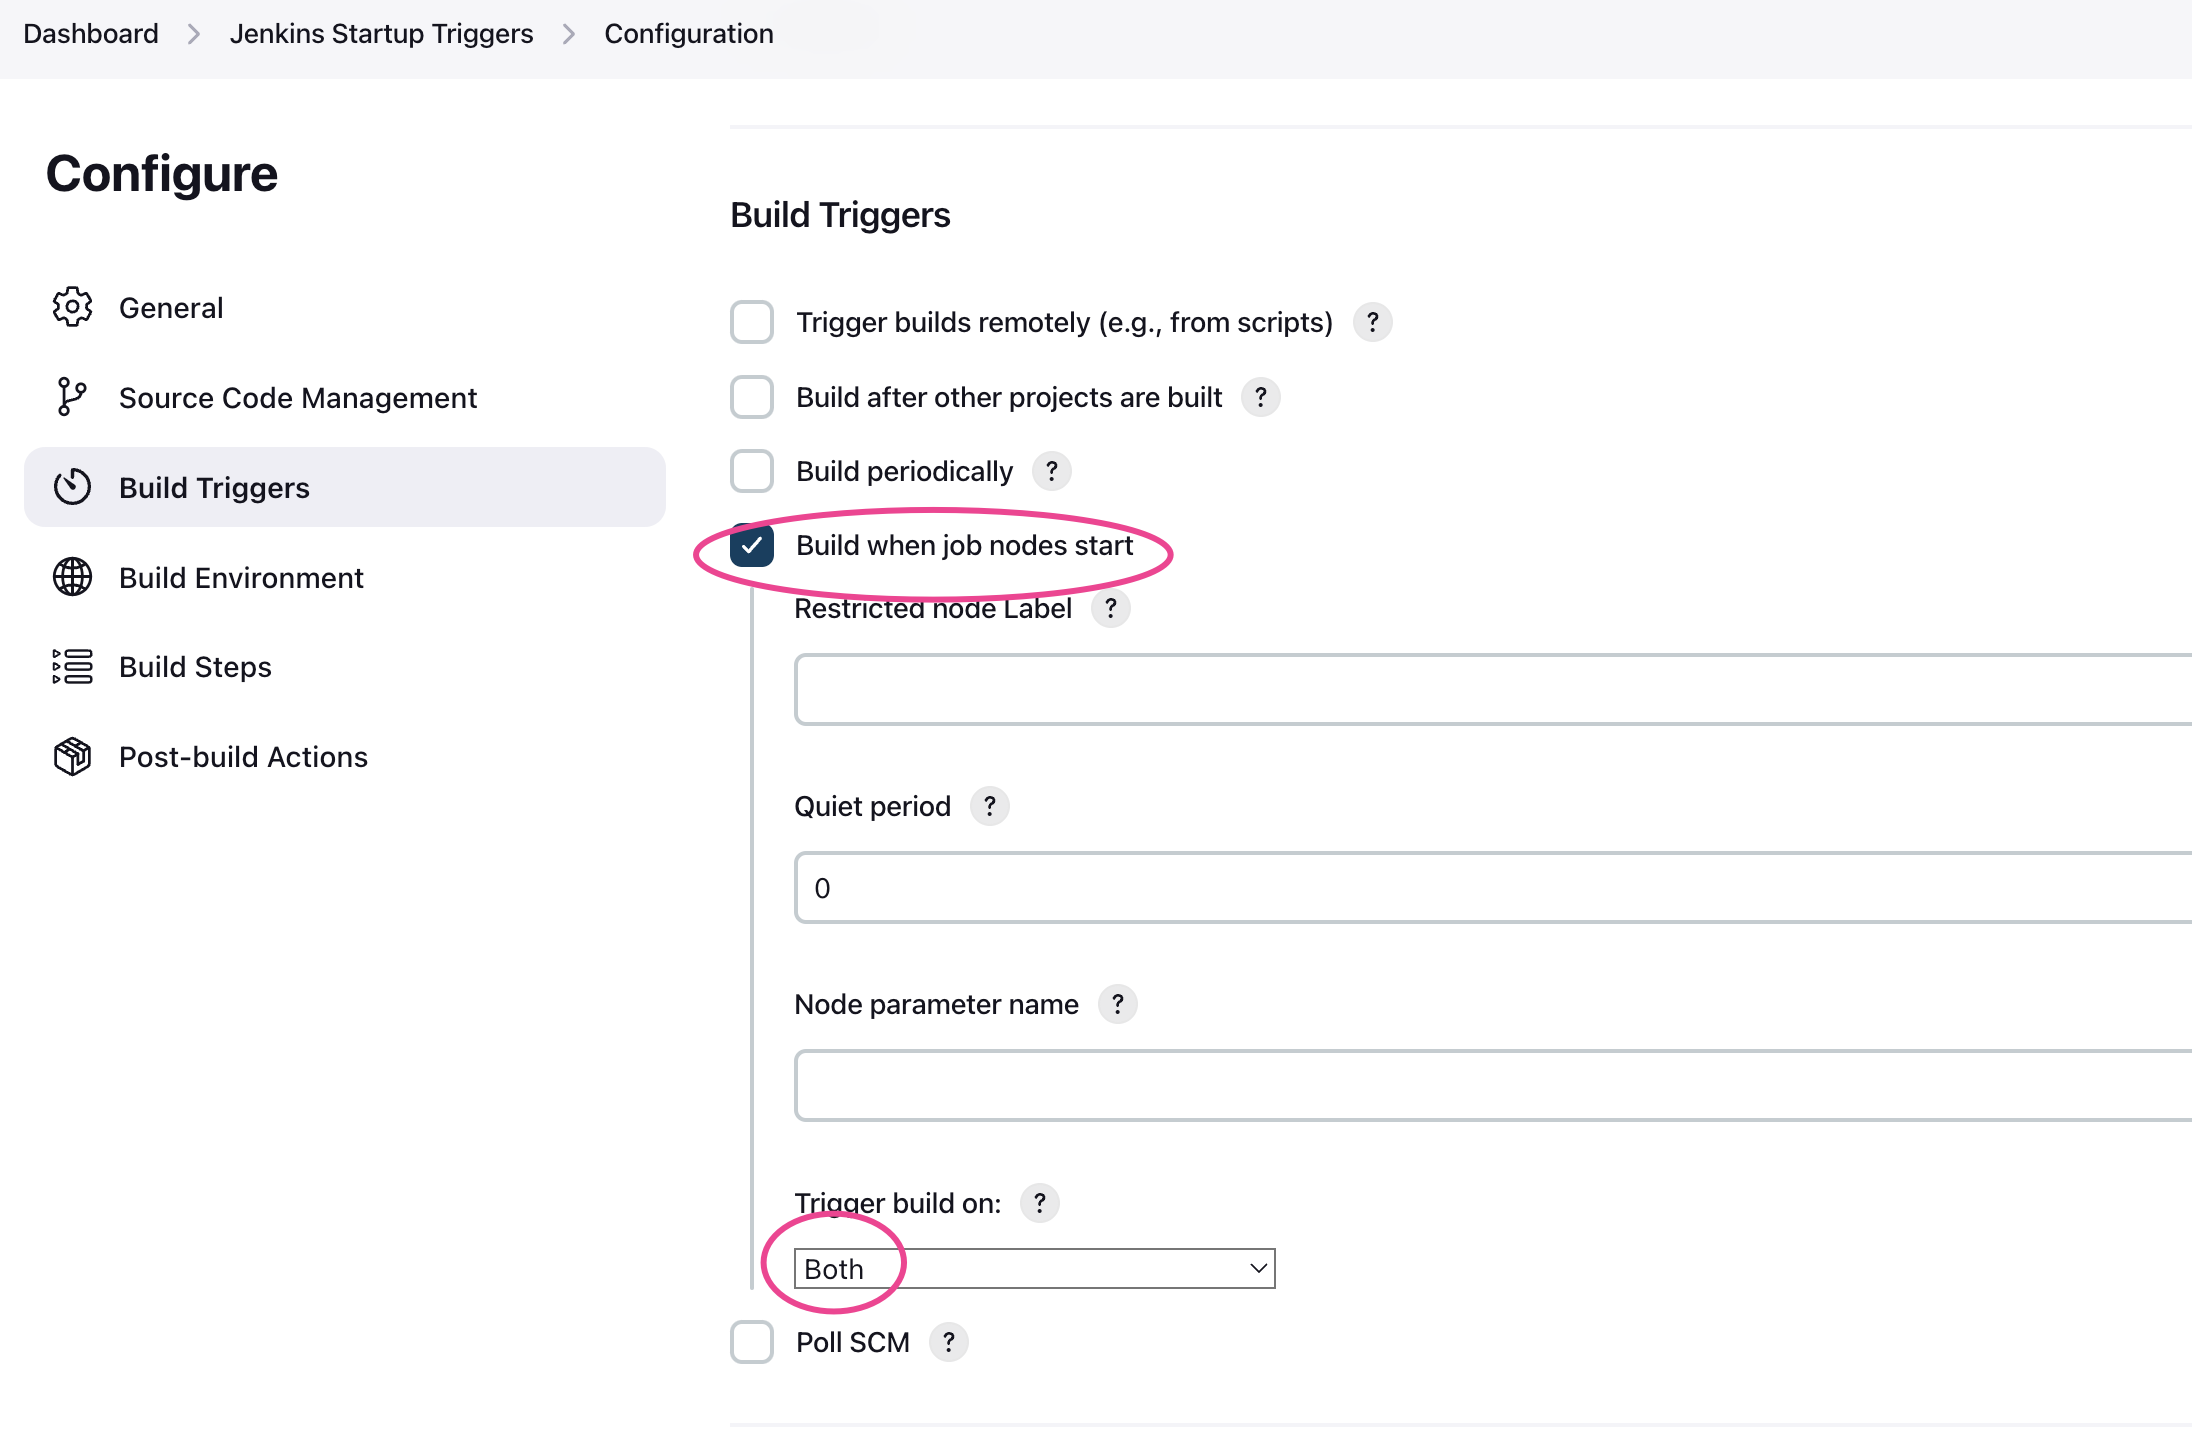 Dashboard > Jenkins Startup Triggers > Configuration
Configure
General
Source Code Management
Build Triggers
Build Environment
Build Steps
Post-build Actions
Build Triggers
Trigger builds remotely (e.g., from scripts) ?
Build after other projects are built ?
Build periodically ?
Build when job nodes start
Restricted node Label ?
Quiet period ?
0
Node parameter name ?
Trigger build on: ?
Both
Poll SCM ?